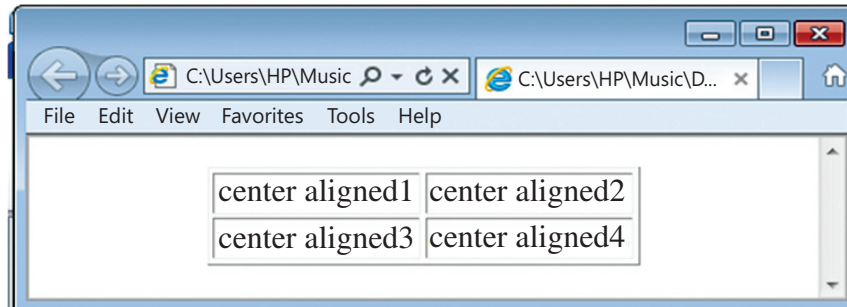 C:\Users\HP\Music
C:\Users\HP\Music\D...
File Edit View Favorites Tools Help
center aligned1 center aligned2
center aligned3 center aligned4